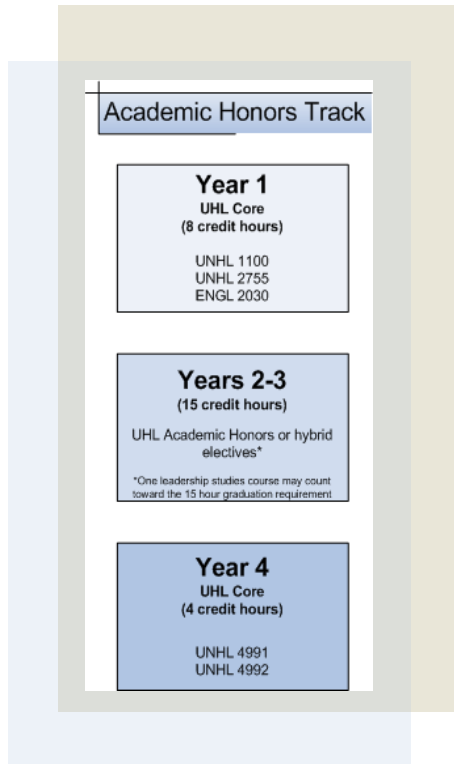 Academic Honors Track
Year 1
UHL Core
(8 credit hours)
UNHL 1100
UNHL 2755
ENGL 2030
Years 2-3
(15 credit hours)
UHL Academic Honors or hybrid
electives*
*One leadership studies course may count
toward the 15 hour graduation requirement
Year 4
UHL Core
(4 credit hours)
UNHL 4991
UNHL 4992